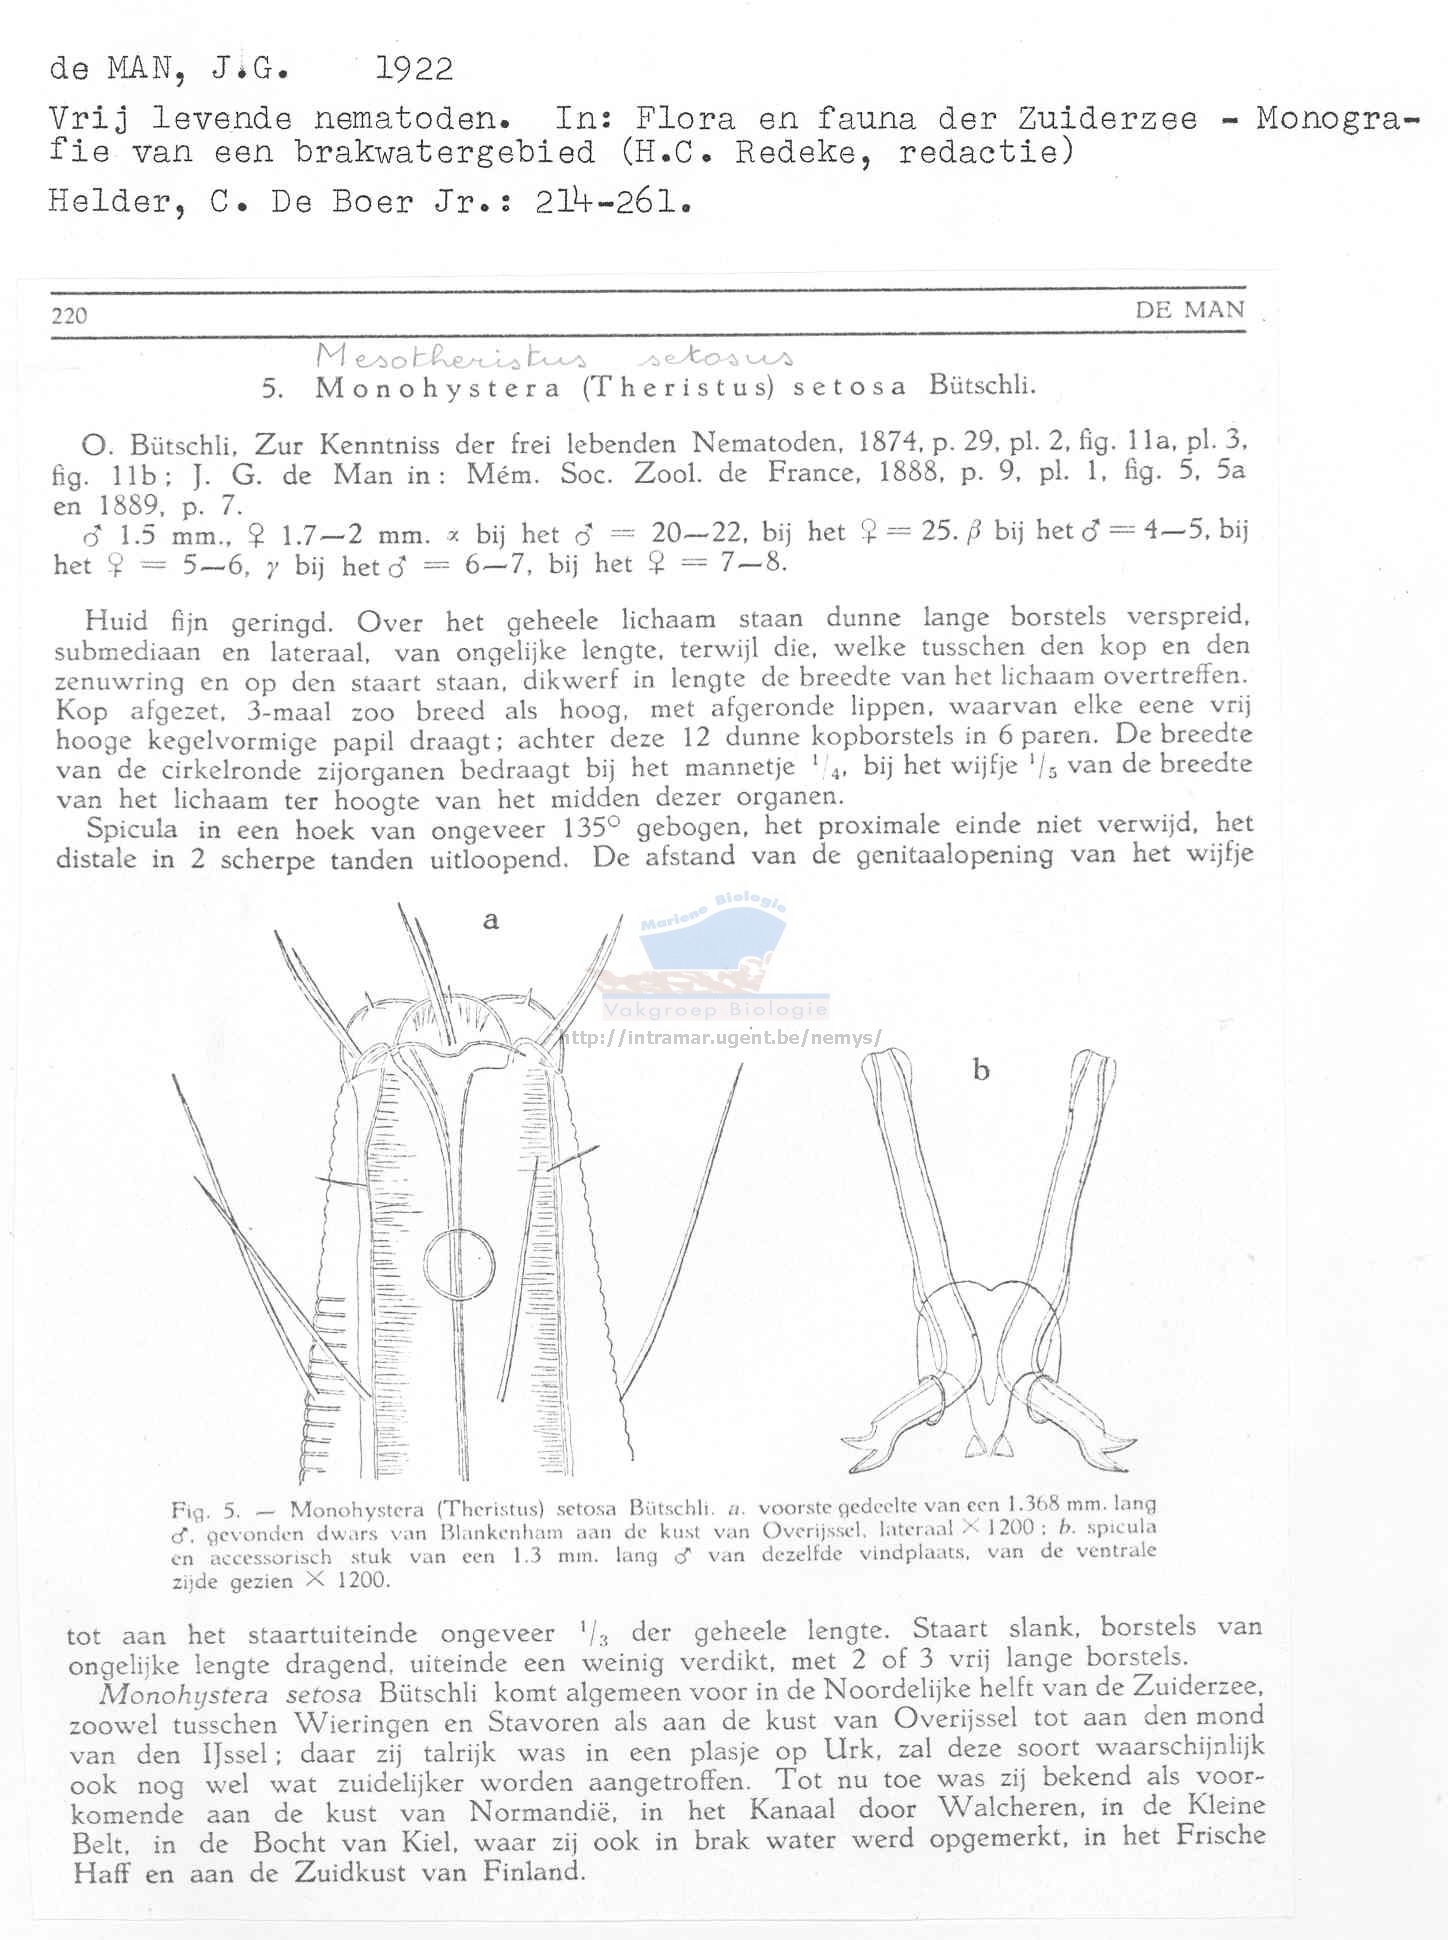 de MAN, J.G. 1922
Vrij levende nematoden. In: Flora en fauna der Zuiderzee - Monogra-
fie van een brakwatergebied (H.C. Redeke, redactie)
Helder, C. De Boer Jr.: 214-261.
220 DE MAN
Mesotheristus setosus
5. Monohystera (Theristus) setosa Bütschli.
O. Bütschli, Zur Kenntniss der frei lebenden Nematoden, 1874, p. 29, pl. 2, fig. 11a, pl. 3,
fig. 11b; J. G. de Man in: Mém. Soc. Zool. de France, 1888, p. 9, pl. 1, fig. 5, 5a
en 1889, p. 7.
♂ 1.5 mm., ♀ 1.7—2 mm. α bij het ♂ = 20—22, bij het ♀ = 25. β bij het ♂ = 4—5, bij
het ♀ = 5—6, γ bij het ♂ = 6—7, bij het ♀ = 7—8.
Huid fijn geringd. Over het geheele lichaam staan dunne lange borstels verspreid,
submediaan en lateraal, van ongelijke lengte, terwijl die, welke tusschen den kop en den
zenuwring en op den staart staan, dikwerf in lengte de breedte van het lichaam overtreffen.
Kop afgezet, 3-maal zoo breed als hoog, met afgeronde lippen, waarvan elke eene vrij
hooge kegelvormige papil draagt; achter deze 12 dunne kopborstels in 6 paren. De breedte
van de cirkelronde zijorganen bedraagt bij het mannetje 1/4, bij het wijfje 1/5 van de breedte
van het lichaam ter hoogte van het midden dezer organen.
Spicula in een hoek van ongeveer 135° gebogen, het proximale einde niet verwijd, het
distale in 2 scherpe tanden uitloopend. De afstand van de genitaalopening van het wijfje
a
Mariene Biologie
Vakgroep Biologie
http://intramar.ugent.be/nemys/
b
Fig. 5. — Monohystera (Theristus) setosa Bütschli. a. voorste gedeelte van een 1.368 mm. lang
♂, gevonden dwars van Blankenham aan de kust van Overijssel, lateraal × 1200; b. spicula
en accessorisch stuk van een 1.3 mm. lang ♂ van dezelfde vindplaats, van de ventrale
zijde gezien × 1200.
tot aan het staartuiteinde ongeveer 1/3 der geheele lengte. Staart slank, borstels van
ongelijke lengte dragend, uiteinde een weinig verdikt, met 2 of 3 vrij lange borstels.
Monohystera setosa Bütschli komt algemeen voor in de Noordelijke helft van de Zuiderzee,
zoowel tusschen Wieringen en Stavoren als aan de kust van Overijssel tot aan den mond
van den IJssel; daar zij talrijk was in een plasje op Urk, zal deze soort waarschijnlijk
ook nog wel wat zuidelijker worden aangetroffen. Tot nu toe was zij bekend als voor-
komende aan de kust van Normandië, in het Kanaal door Walcheren, in de Kleine
Belt, in de Bocht van Kiel, waar zij ook in brak water werd opgemerkt, in het Frische
Haff en aan de Zuidkust van Finland.